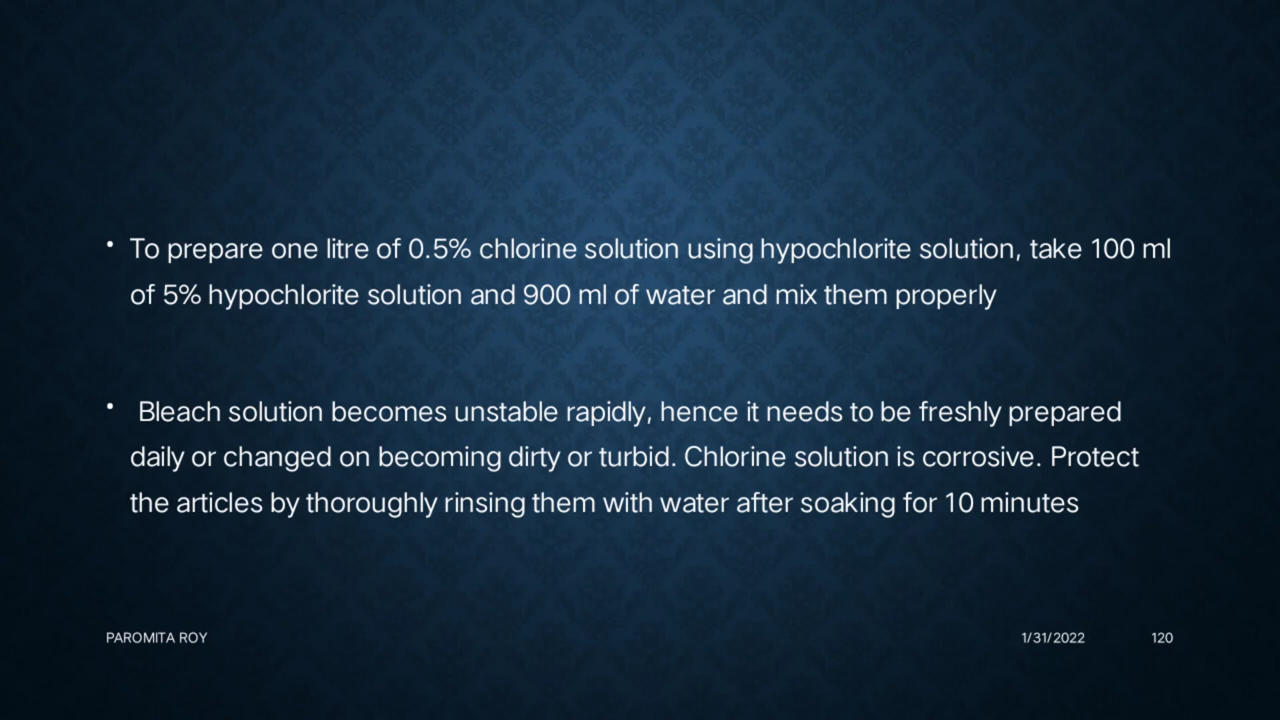 • To prepare one litre of 0.5% chlorine solution using hypochlorite solution, take 100 ml
of 5% hypochlorite solution and 900 ml of water and mix them properly
• Bleach solution becomes unstable rapidly, hence it needs to be freshly prepared
daily or changed on becoming dirty or turbid. Chlorine solution is corrosive. Protect
the articles by thoroughly rinsing them with water after soaking for 10 minutes
PAROMITA ROY 1/31/2022 120